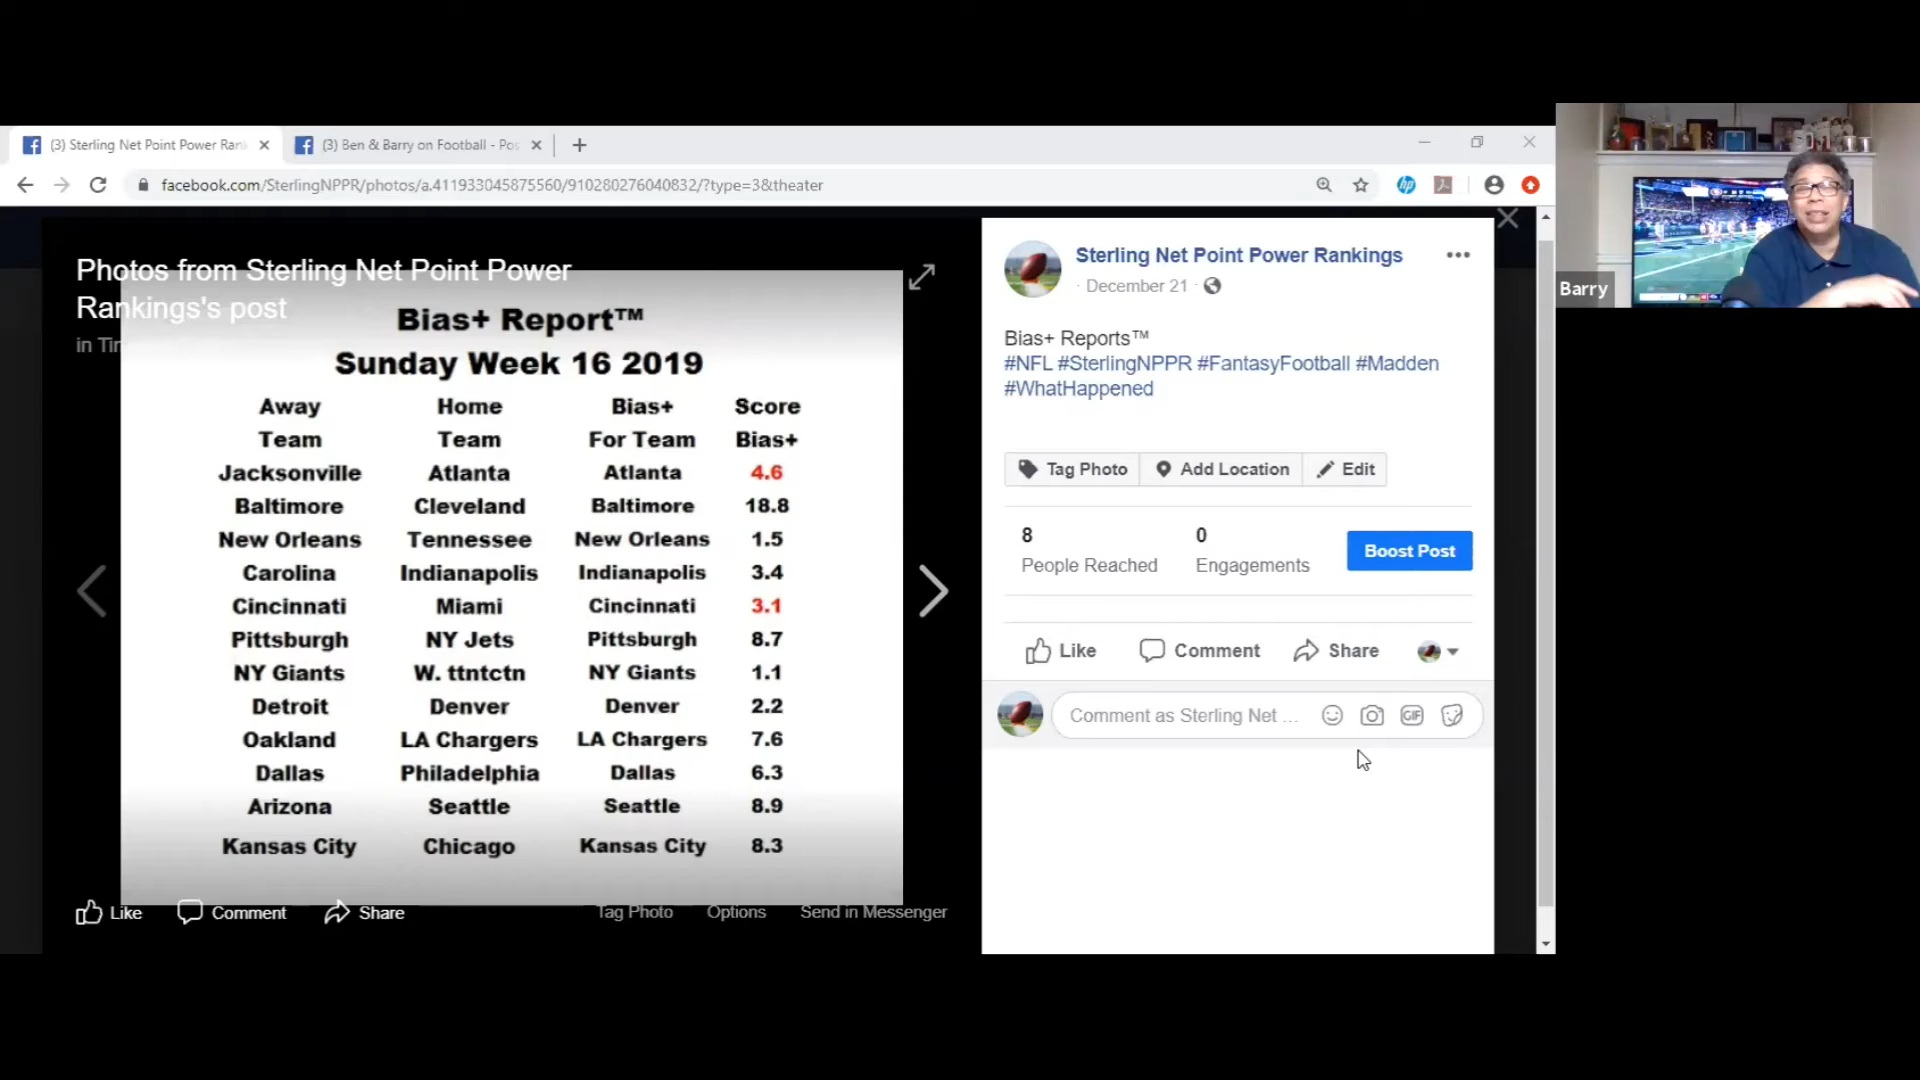 (3) Sterling Net Point Power Rank
(3) Ben & Barry on Football - Pos
facebook.com/SterlingNPPR/photos/a.411933045875560/910280276040832/?type=3&theater
Photos from Sterling Net Point Power
Rankings's post
in Tir
Bias+ Report™
Sunday Week 16 2019
Away Home Bias+ Score
Team Team For Team Bias+
Jacksonville Atlanta Atlanta 4.6
Baltimore Cleveland Baltimore 18.8
New Orleans Tennessee New Orleans 1.5
Carolina Indianapolis Indianapolis 3.4
Cincinnati Miami Cincinnati 3.1
Pittsburgh NY Jets Pittsburgh 8.7
NY Giants W. ttntctn NY Giants 1.1
Detroit Denver Denver 2.2
Oakland LA Chargers LA Chargers 7.6
Dallas Philadelphia Dallas 6.3
Arizona Seattle Seattle 8.9
Kansas City Chicago Kansas City 8.3
Like Comment Share Tag Photo Options Send in Messenger
Sterling Net Point Power Rankings
· December 21 ·
Bias+ Reports™
#NFL #SterlingNPPR #FantasyFootball #Madden
#WhatHappened
Tag Photo Add Location Edit
8 0
People Reached Engagements
Boost Post
Like Comment Share
Comment as Sterling Net ... GIF
hp
Barry